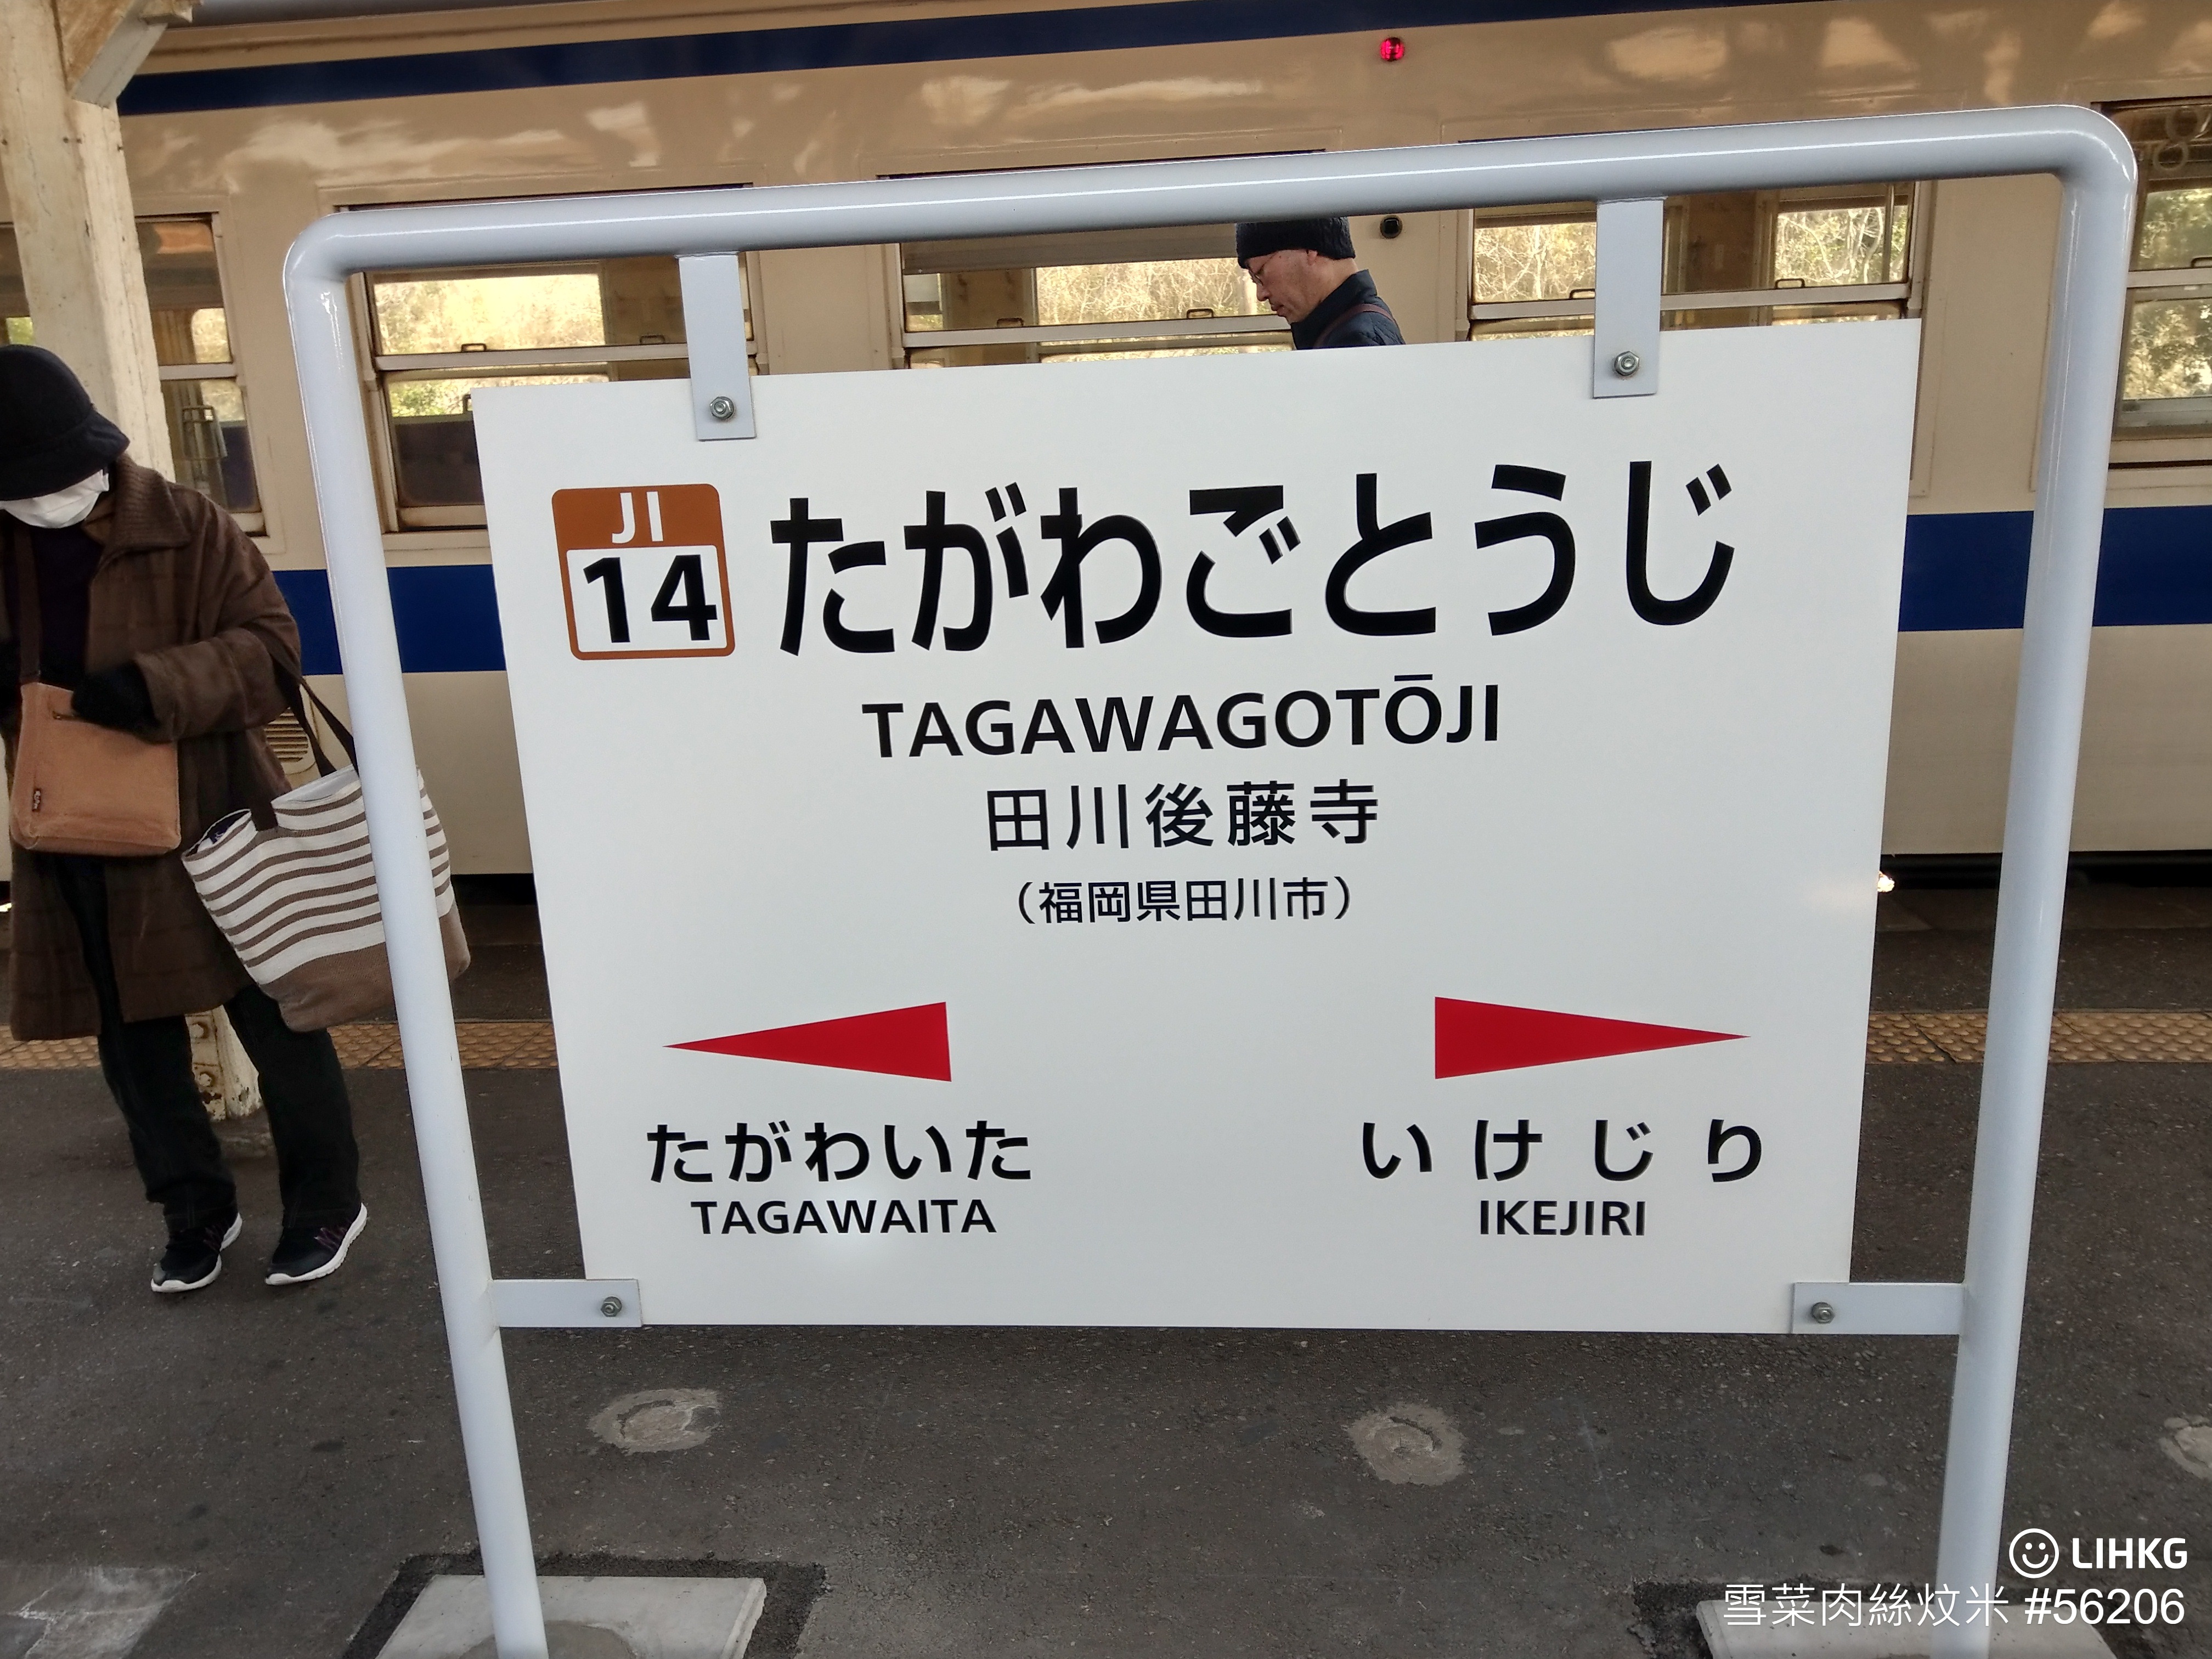 JI
14
たがわごとうじ
TAGAWAGOTŌJI
田川後藤寺
（福岡県田川市）
たがわいた
TAGAWAITA
いけじり
IKEJIRI
LIHKG
雪菜肉絲炆米 #56206